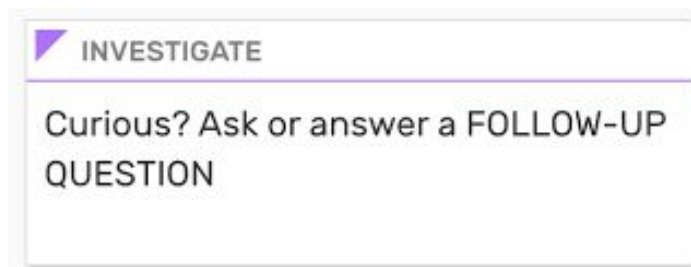 INVESTIGATE
Curious? Ask or answer a FOLLOW-UP
QUESTION